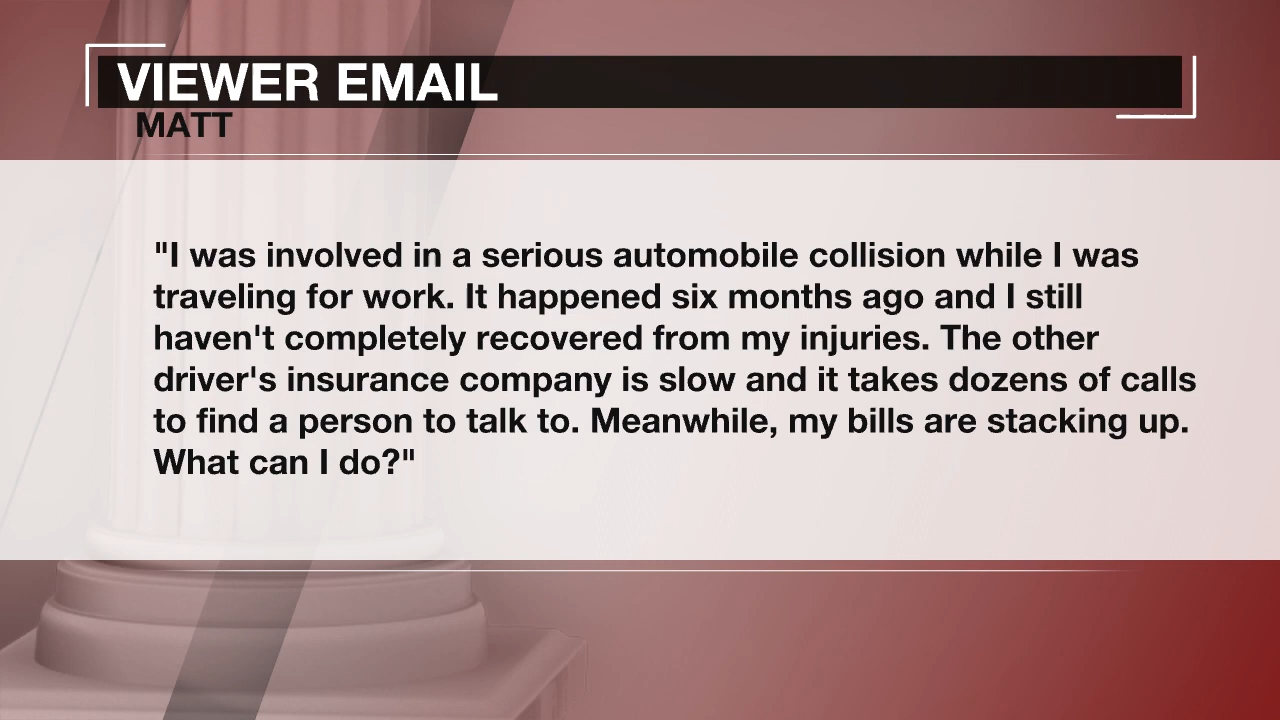 VIEWER EMAIL
MATT
"I was involved in a serious automobile collision while I was
traveling for work. It happened six months ago and I still
haven't completely recovered from my injuries. The other
driver's insurance company is slow and it takes dozens of calls
to find a person to talk to. Meanwhile, my bills are stacking up.
What can I do?"